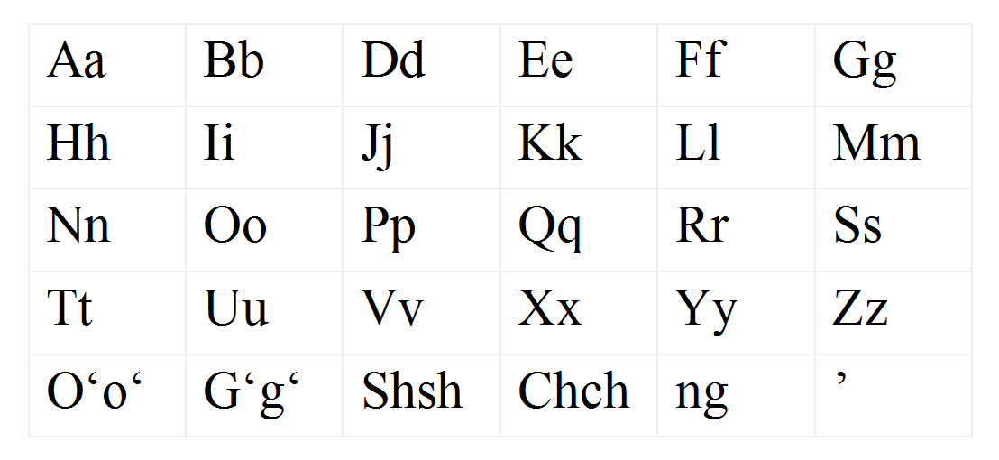 Aa Bb Dd Ee Ff Gg
Hh Ii Jj Kk Ll Mm
Nn Oo Pp Qq Rr Ss
Tt Uu Vv Xx Yy Zz
O‘o‘ G‘g‘ Shsh Chch ng ’